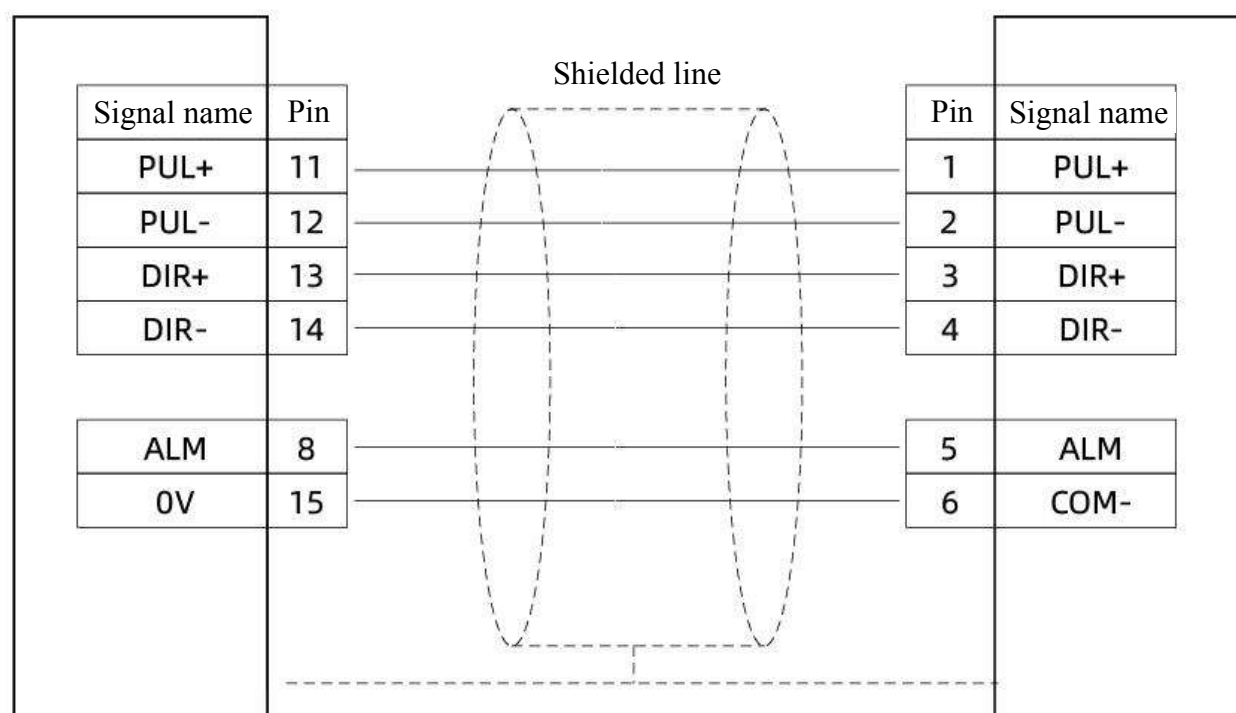 Shielded line
Signal name Pin Pin Signal name
PUL+ 11 1 PUL+
PUL- 12 2 PUL-
DIR+ 13 3 DIR+
DIR- 14 4 DIR-
ALM 8 5 ALM
0V 15 6 COM-